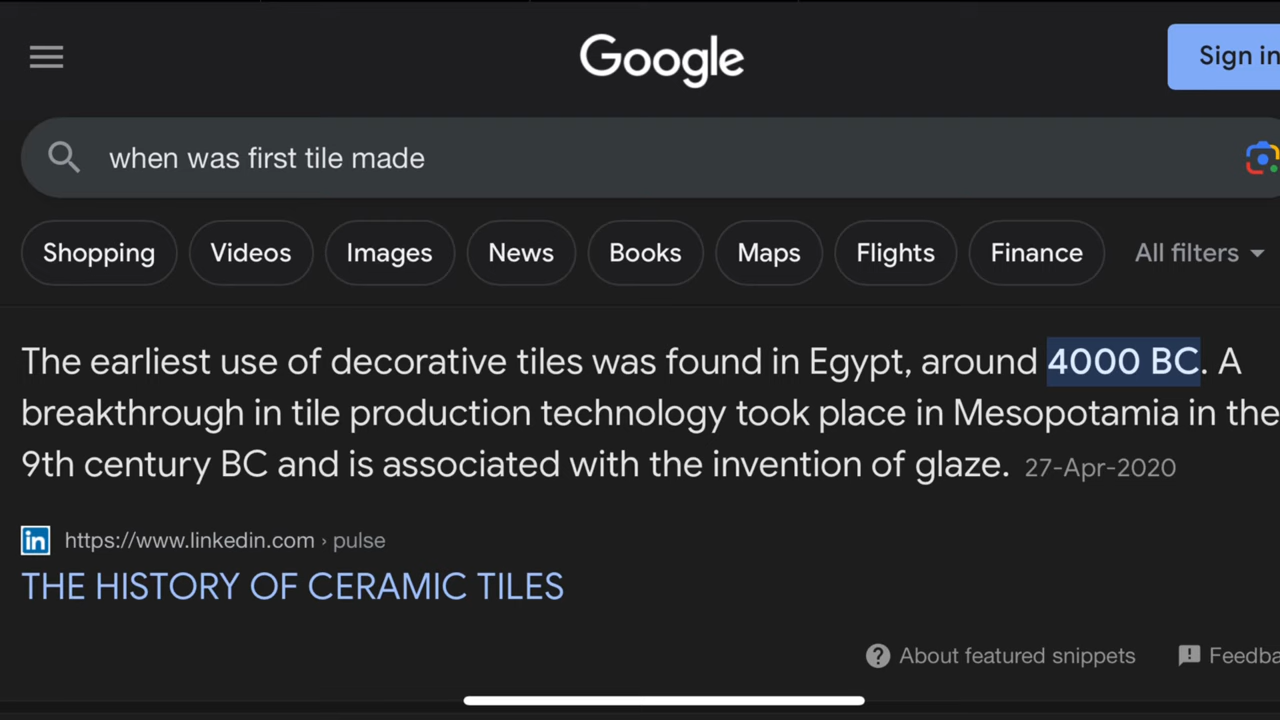 Google
Sign in
when was first tile made
Shopping Videos Images News Books Maps Flights Finance All filters
The earliest use of decorative tiles was found in Egypt, around 4000 BC. A
breakthrough in tile production technology took place in Mesopotamia in the
9th century BC and is associated with the invention of glaze. 27-Apr-2020
in https://www.linkedin.com › pulse
THE HISTORY OF CERAMIC TILES
About featured snippets Feedba